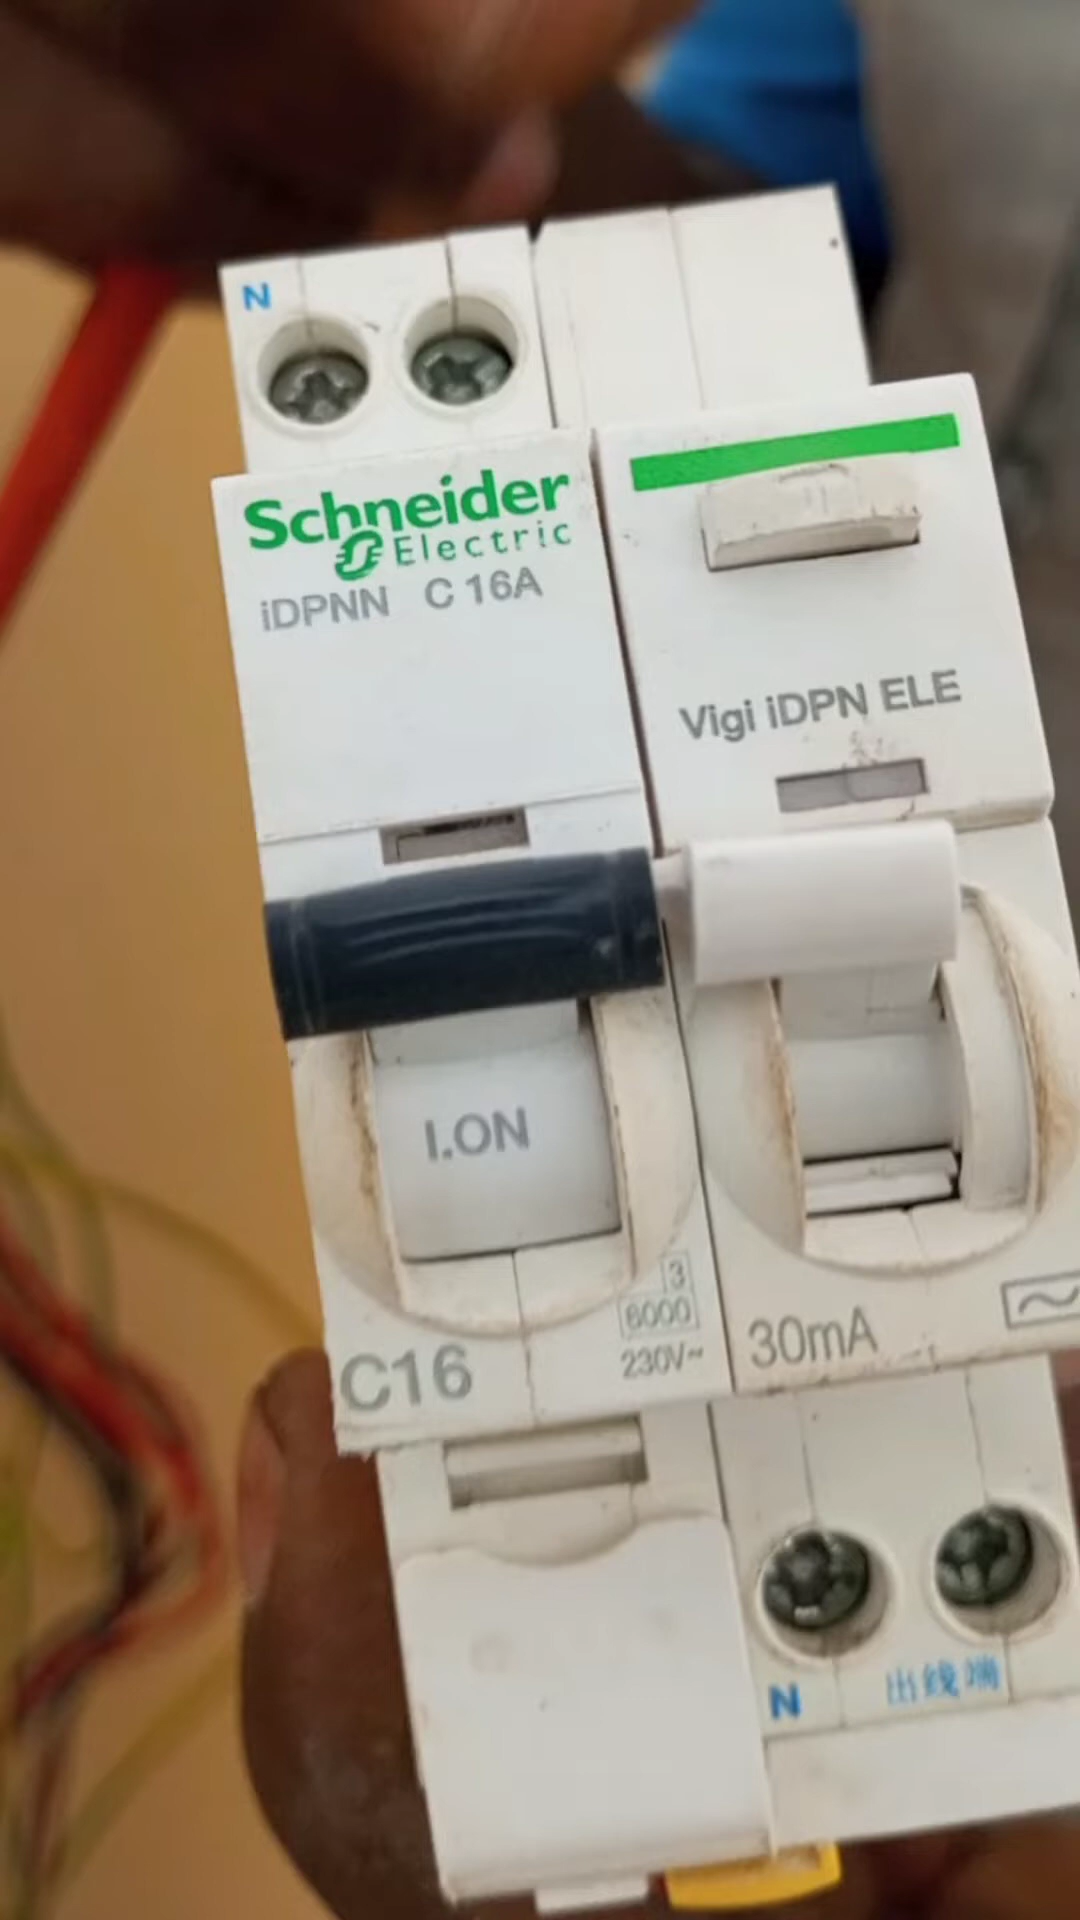 N
Schneider
Electric
iDPNN C 16A
Vigi iDPN ELE
I.ON
3
6000
230V~
C16
30mA
N
出线端